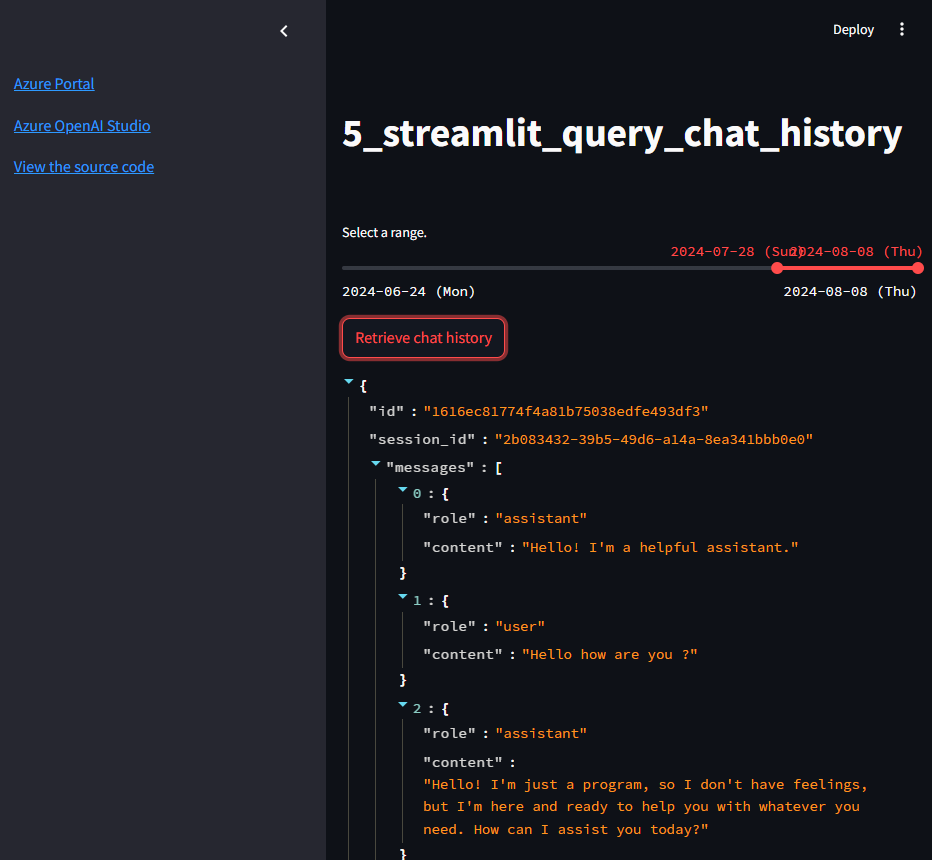 Deploy
Azure Portal
Azure OpenAI Studio
View the source code
5_streamlit_query_chat_history
Select a range.
2024-07-28 (Sun) 2024-08-08 (Thu)
2024-06-24 (Mon) 2024-08-08 (Thu)
Retrieve chat history
{
"id" : "1616ec81774f4a81b75038edfe493df3"
"session_id" : "2b083432-39b5-49d6-a14a-8ea341bbb0e0"
"messages" : [
0 : {
"role" : "assistant"
"content" : "Hello! I'm a helpful assistant."
}
1 : {
"role" : "user"
"content" : "Hello how are you ?"
}
2 : {
"role" : "assistant"
"content" :
"Hello! I'm just a program, so I don't have feelings,
but I'm here and ready to help you with whatever you
need. How can I assist you today?"
}